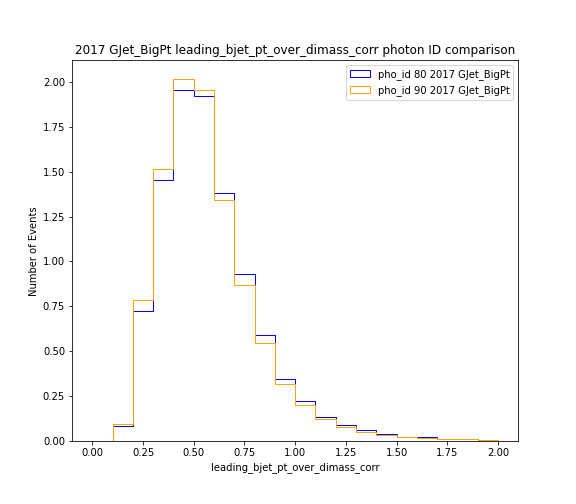 2017 GJet_BigPt leading_bjet_pt_over_dimass_corr photon ID comparison
pho_id 80 2017 GJet_BigPt
pho_id 90 2017 GJet_BigPt
2.00
1.75
1.50
1.25
1.00
0.75
0.50
0.25
0.00
Number of Events
0.00 0.25 0.50 0.75 1.00 1.25 1.50 1.75 2.00
leading_bjet_pt_over_dimass_corr